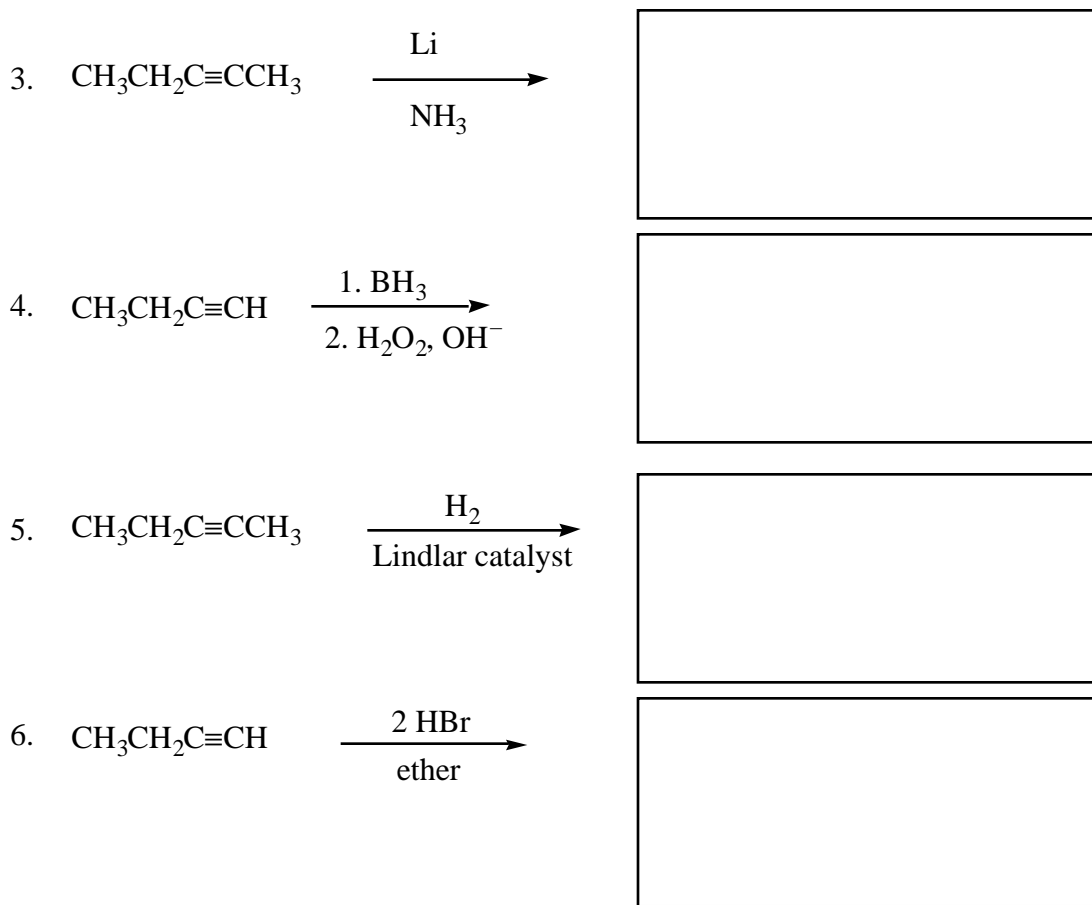 3. CH₃CH₂C≡CCH₃ Li
NH₃
4. CH₃CH₂C≡CH 1. BH₃
2. H₂O₂, OH⁻
5. CH₃CH₂C≡CCH₃ H₂
Lindlar catalyst
6. CH₃CH₂C≡CH 2 HBr
ether